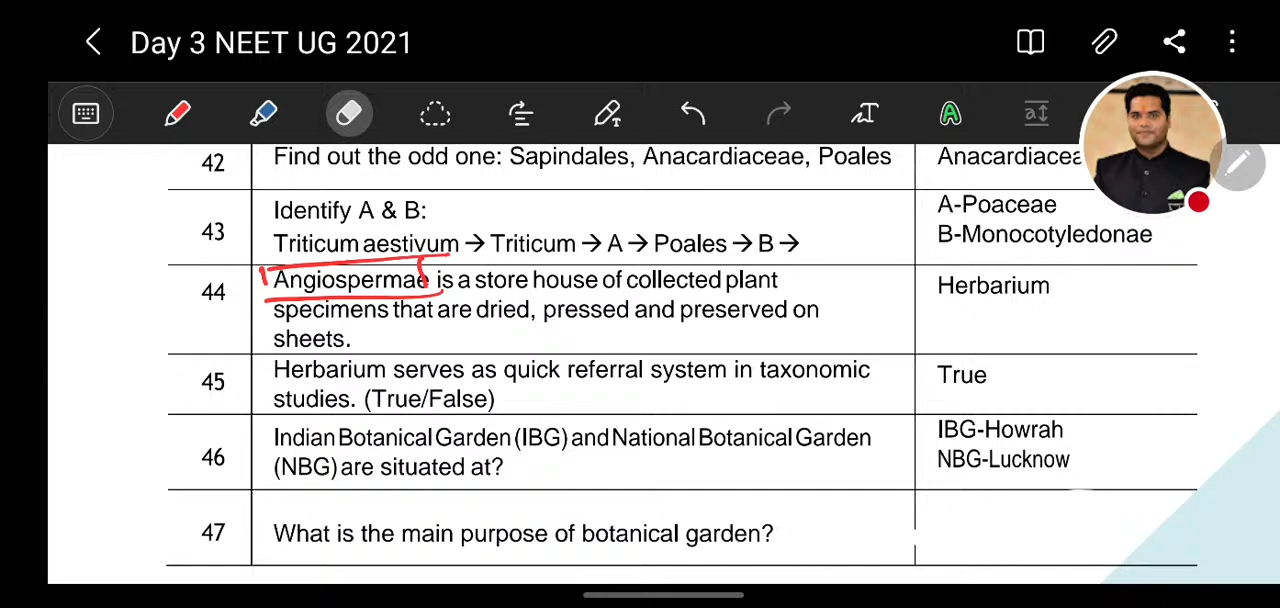 Day 3 NEET UG 2021
42 Find out the odd one: Sapindales, Anacardiaceae, Poales
Identify A & B: A-Poaceae
43 Triticum aestivum → Triticum → A → Poales → B → B-Monocotyledonae
44 Angiospermae is a store house of collected plant Herbarium
specimens that are dried, pressed and preserved on
sheets.
45 Herbarium serves as quick referral system in taxonomic True
studies. (True/False)
46 Indian Botanical Garden (IBG) and National Botanical Garden IBG-Howrah
(NBG) are situated at? NBG-Lucknow
47 What is the main purpose of botanical garden?